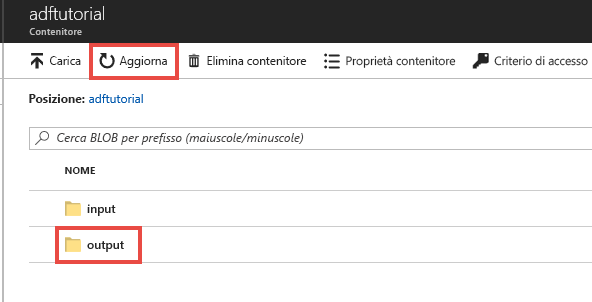 adftutorial
Contenitore
Carica Aggiorna Elimina contenitore Proprietà contenitore Criterio di accesso
Posizione: adftutorial
Cerca BLOB per prefisso (maiuscole/minuscole)
NOME
input
output